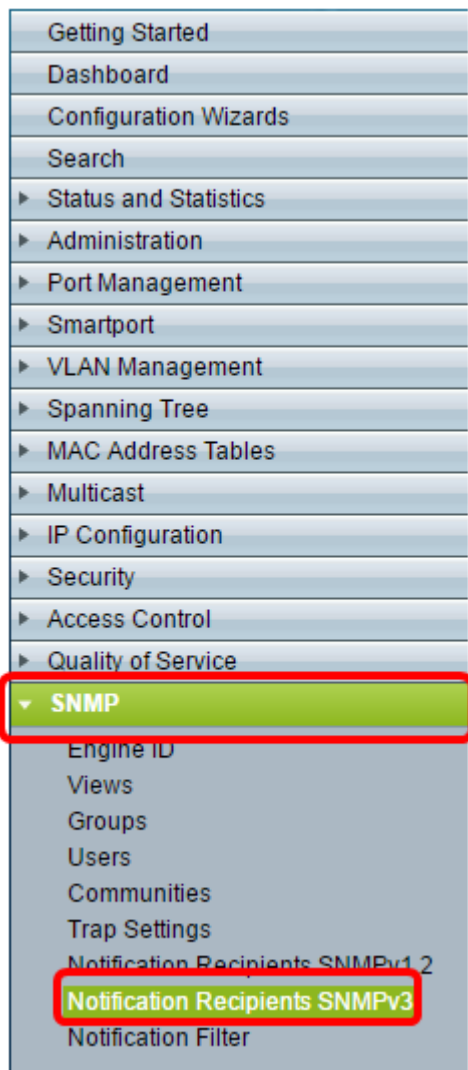 Getting Started
Dashboard
Configuration Wizards
Search
Status and Statistics
Administration
Port Management
Smartport
VLAN Management
Spanning Tree
MAC Address Tables
Multicast
IP Configuration
Security
Access Control
Quality of Service
SNMP
Engine ID
Views
Groups
Users
Communities
Trap Settings
Notification Recipients SNMPv1,2
Notification Recipients SNMPv3
Notification Filter